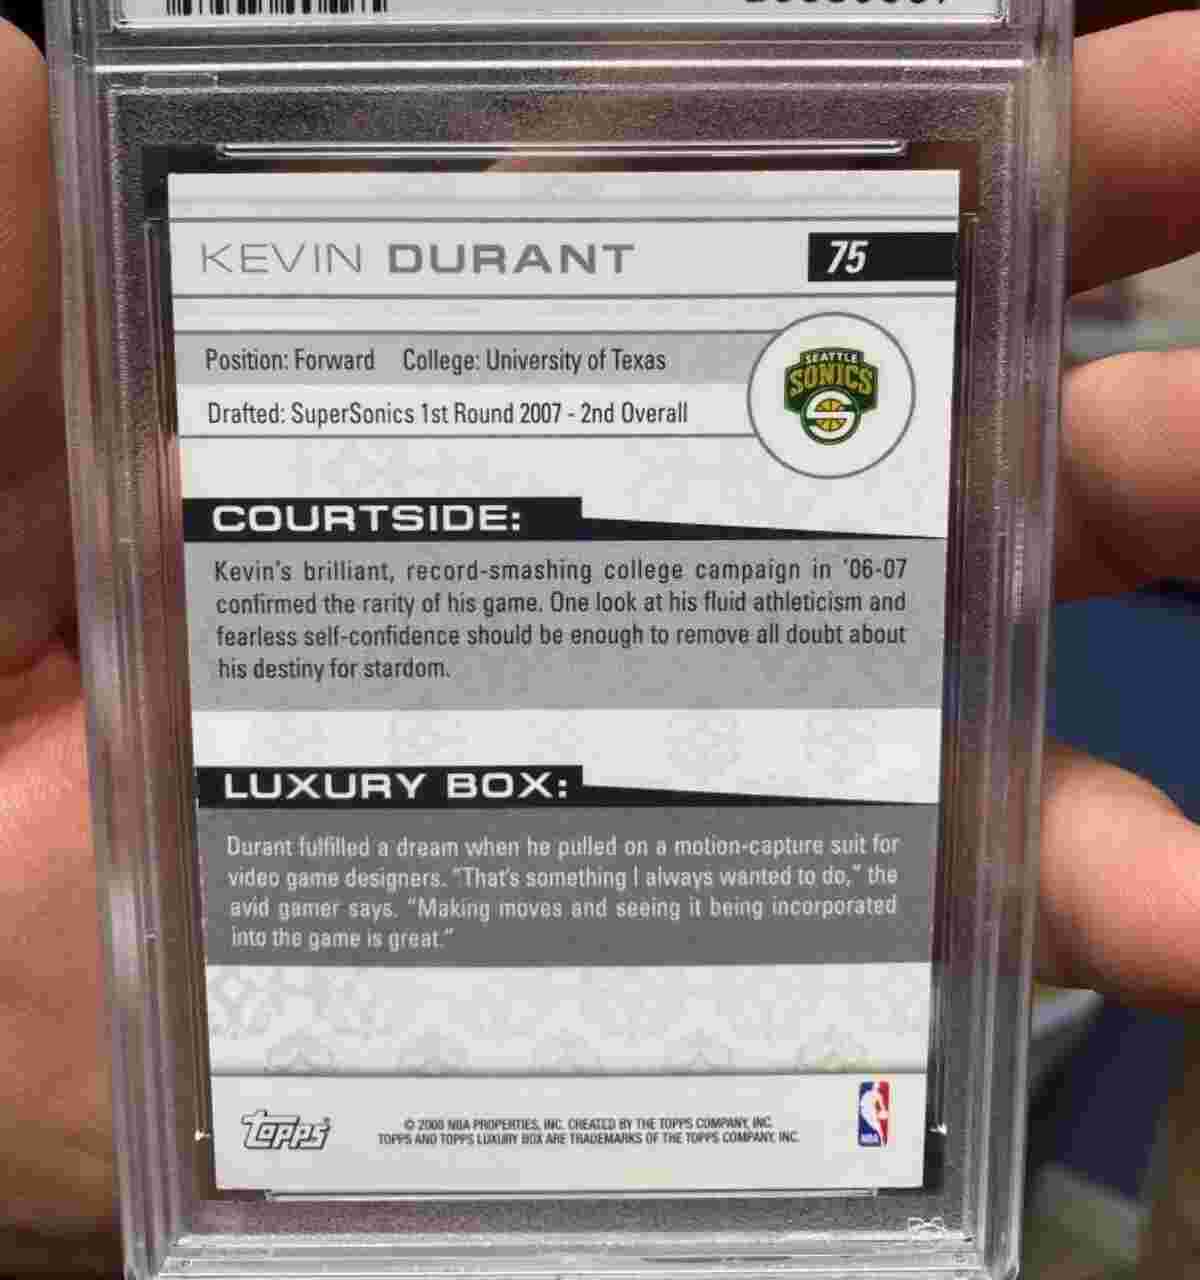 KEVIN DURANT
75
Position: Forward College: University of Texas
Drafted: SuperSonics 1st Round 2007 - 2nd Overall
SEATTLE
SONICS
COURTSIDE:
Kevin's brilliant, record-smashing college campaign in '06-07
confirmed the rarity of his game. One look at his fluid athleticism and
fearless self-confidence should be enough to remove all doubt about
his destiny for stardom.
LUXURY BOX:
Durant fulfilled a dream when he pulled on a motion-capture suit for
video game designers. "That's something I always wanted to do," the
avid gamer says. "Making moves and seeing it being incorporated
into the game is great."
topps
© 2008 NBA PROPERTIES, INC. CREATED BY THE TOPPS COMPANY, INC.
TOPPS AND TOPPS LUXURY BOX ARE TRADEMARKS OF THE TOPPS COMPANY, INC.
NBA